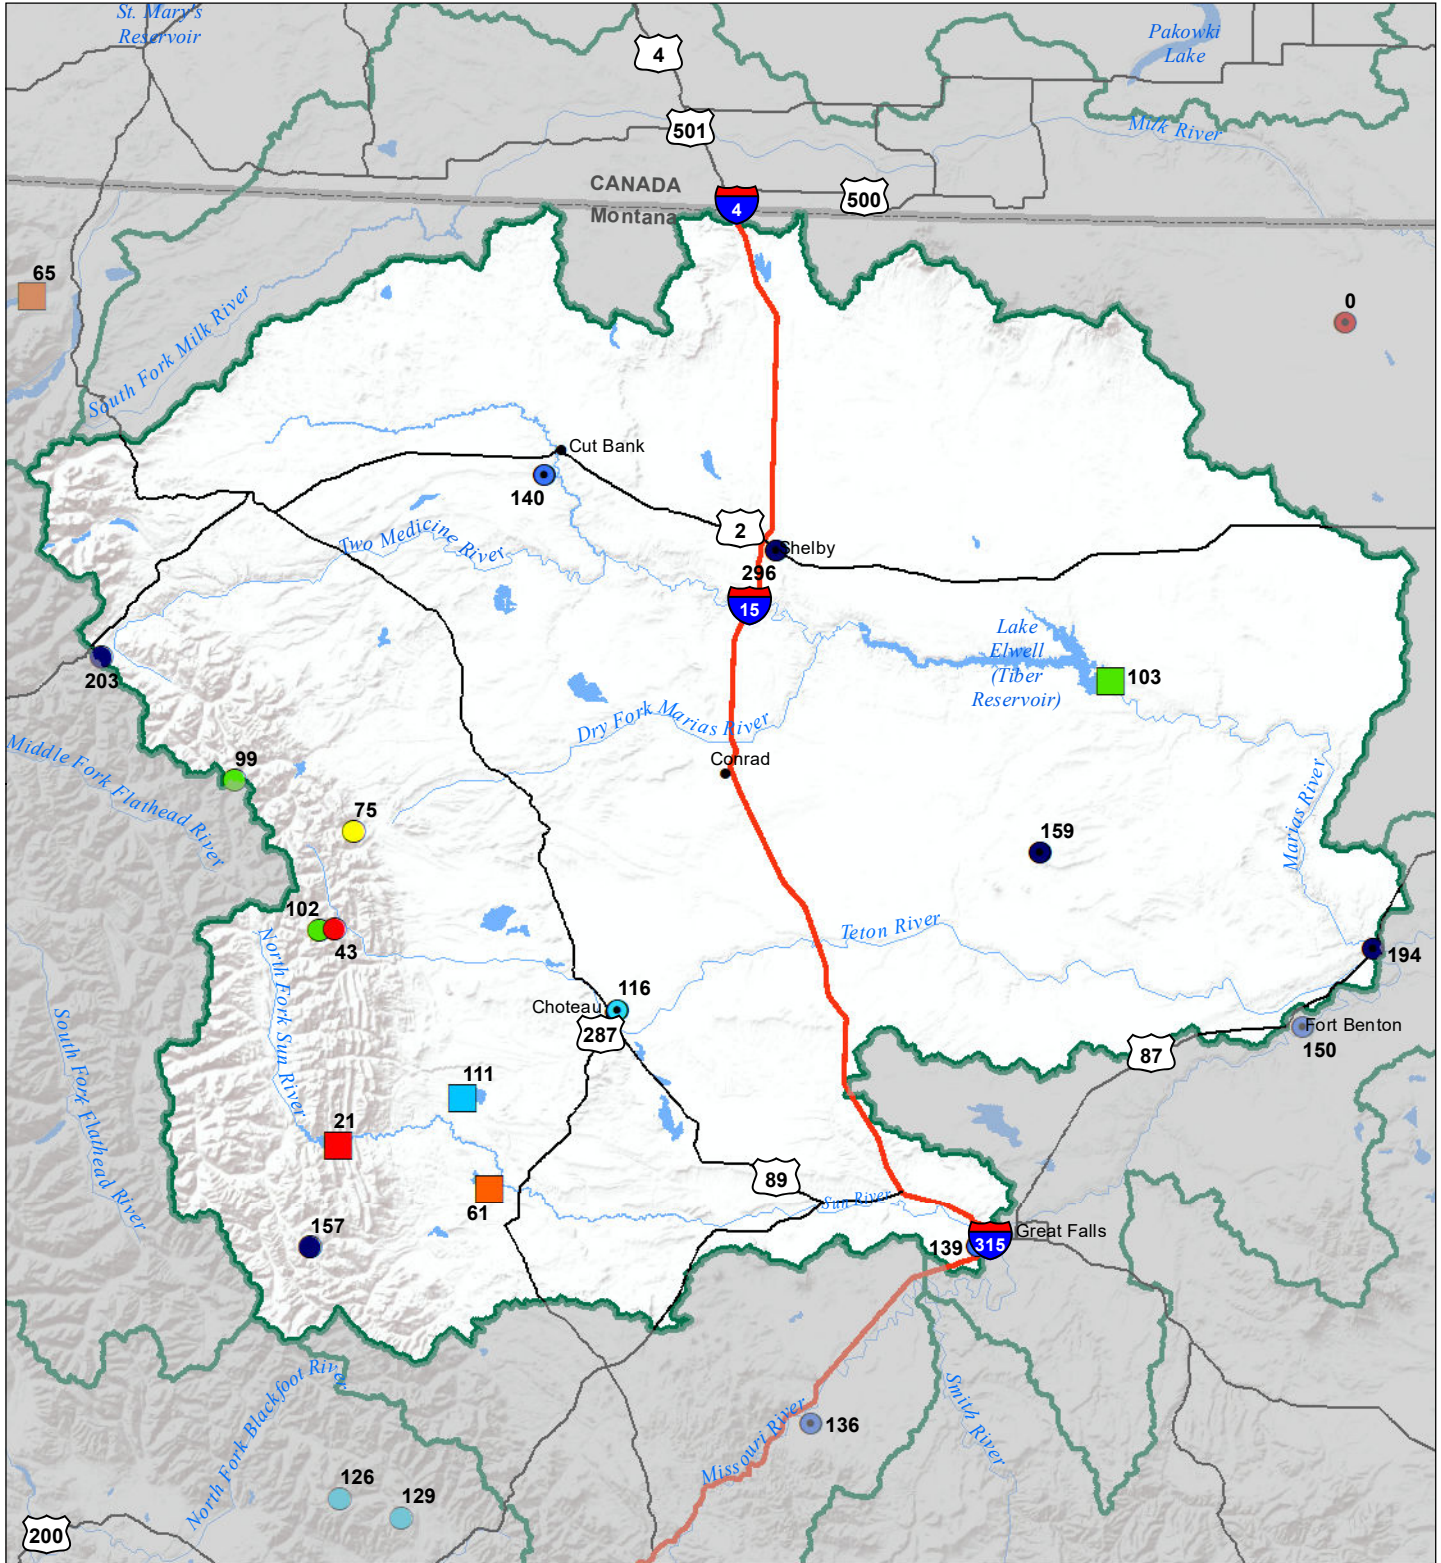 St. Mary's
Reservoir
4
Pakowki
Lake
501
Milk River
CANADA
Montana
4
500
65
0
South Fork Milk River
Cut Bank
140
2
Shelby
Two Medicine River
296
15
Lake
Elwell
(Tiber
Reservoir)
103
203
Dry Fork Marias River
Middle Fork Flathead River
99
Conrad
75
Marias River
159
102
43
Teton River
194
North Fork Sun River
116
Choteau
287
Fort Benton
150
87
South Fork Flathead River
111
21
89
61
Sun River
157
139
315
Great Falls
North Fork Blackfoot River
Smith River
Missouri River
136
126
129
200